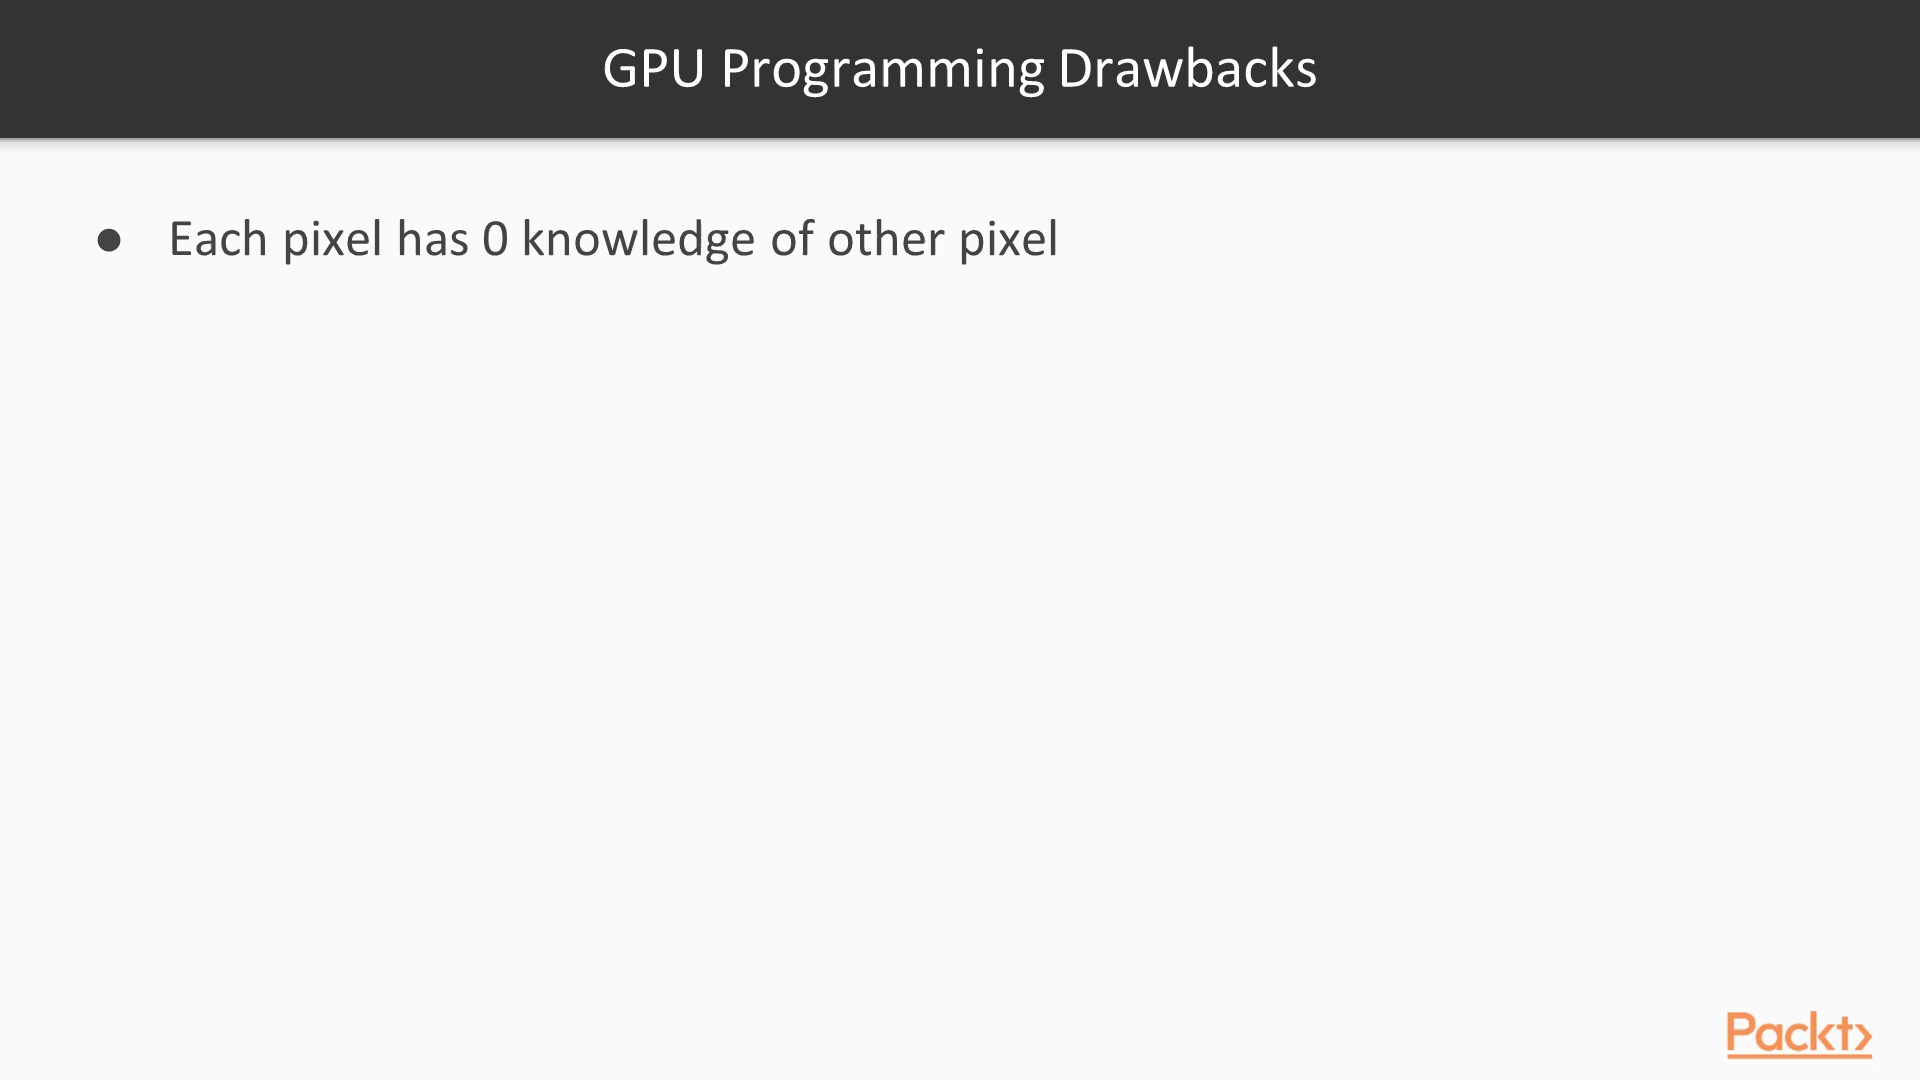 GPU Programming Drawbacks
● Each pixel has 0 knowledge of other pixel
Packt>